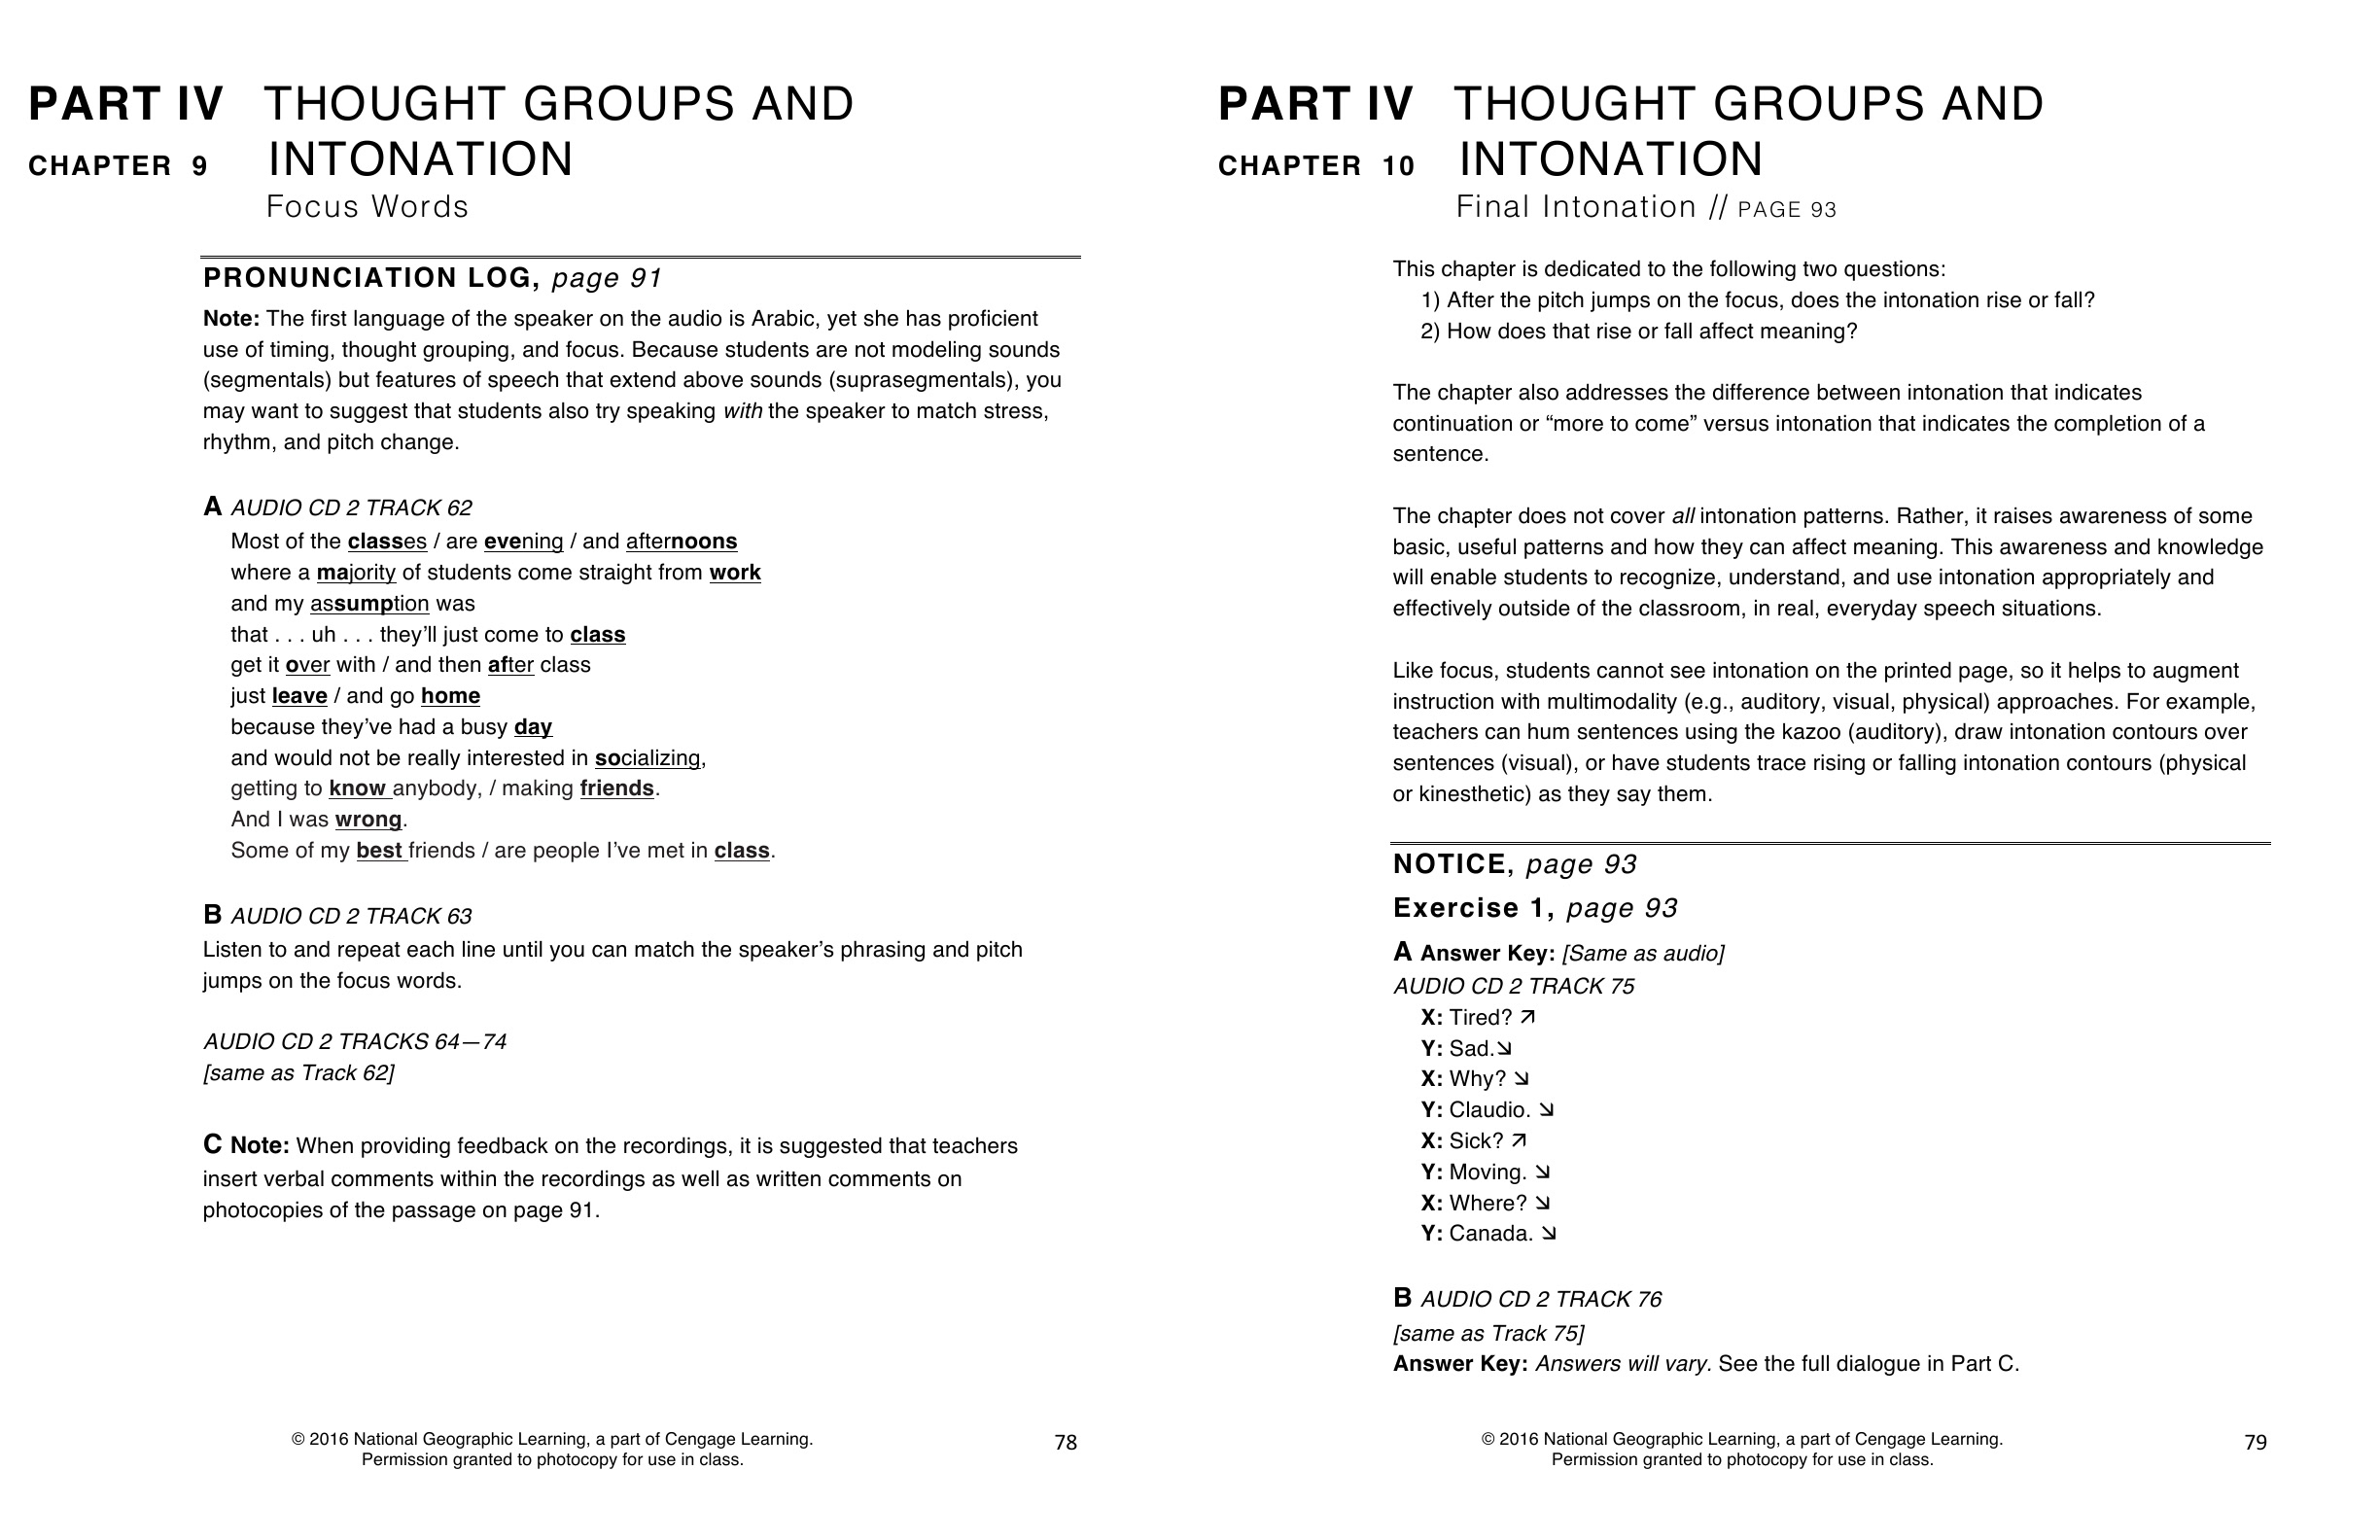 PART IV THOUGHT GROUPS AND
CHAPTER 9 INTONATION
Focus Words
PRONUNCIATION LOG, page 91
Note: The first language of the speaker on the audio is Arabic, yet she has proficient
use of timing, thought grouping, and focus. Because students are not modeling sounds
(segmentals) but features of speech that extend above sounds (suprasegmentals), you
may want to suggest that students also try speaking with the speaker to match stress,
rhythm, and pitch change.
A AUDIO CD 2 TRACK 62
Most of the classes / are evening / and afternoons
where a majority of students come straight from work
and my assumption was
that . . . uh . . . they’ll just come to class
get it over with / and then after class
just leave / and go home
because they’ve had a busy day
and would not be really interested in socializing,
getting to know anybody, / making friends.
And I was wrong.
Some of my best friends / are people I’ve met in class.
B AUDIO CD 2 TRACK 63
Listen to and repeat each line until you can match the speaker’s phrasing and pitch
jumps on the focus words.
AUDIO CD 2 TRACKS 64—74
[same as Track 62]
C Note: When providing feedback on the recordings, it is suggested that teachers
insert verbal comments within the recordings as well as written comments on
photocopies of the passage on page 91.
© 2016 National Geographic Learning, a part of Cengage Learning.
Permission granted to photocopy for use in class.
78
PART IV THOUGHT GROUPS AND
CHAPTER 10 INTONATION
Final Intonation // PAGE 93
This chapter is dedicated to the following two questions:
1) After the pitch jumps on the focus, does the intonation rise or fall?
2) How does that rise or fall affect meaning?
The chapter also addresses the difference between intonation that indicates
continuation or “more to come” versus intonation that indicates the completion of a
sentence.
The chapter does not cover all intonation patterns. Rather, it raises awareness of some
basic, useful patterns and how they can affect meaning. This awareness and knowledge
will enable students to recognize, understand, and use intonation appropriately and
effectively outside of the classroom, in real, everyday speech situations.
Like focus, students cannot see intonation on the printed page, so it helps to augment
instruction with multimodality (e.g., auditory, visual, physical) approaches. For example,
teachers can hum sentences using the kazoo (auditory), draw intonation contours over
sentences (visual), or have students trace rising or falling intonation contours (physical
or kinesthetic) as they say them.
NOTICE, page 93
Exercise 1, page 93
A Answer Key: [Same as audio]
AUDIO CD 2 TRACK 75
X: Tired? ↗
Y: Sad.↘
X: Why? ↘
Y: Claudio. ↘
X: Sick? ↗
Y: Moving. ↘
X: Where? ↘
Y: Canada. ↘
B AUDIO CD 2 TRACK 76
[same as Track 75]
Answer Key: Answers will vary. See the full dialogue in Part C.
© 2016 National Geographic Learning, a part of Cengage Learning.
Permission granted to photocopy for use in class.
79